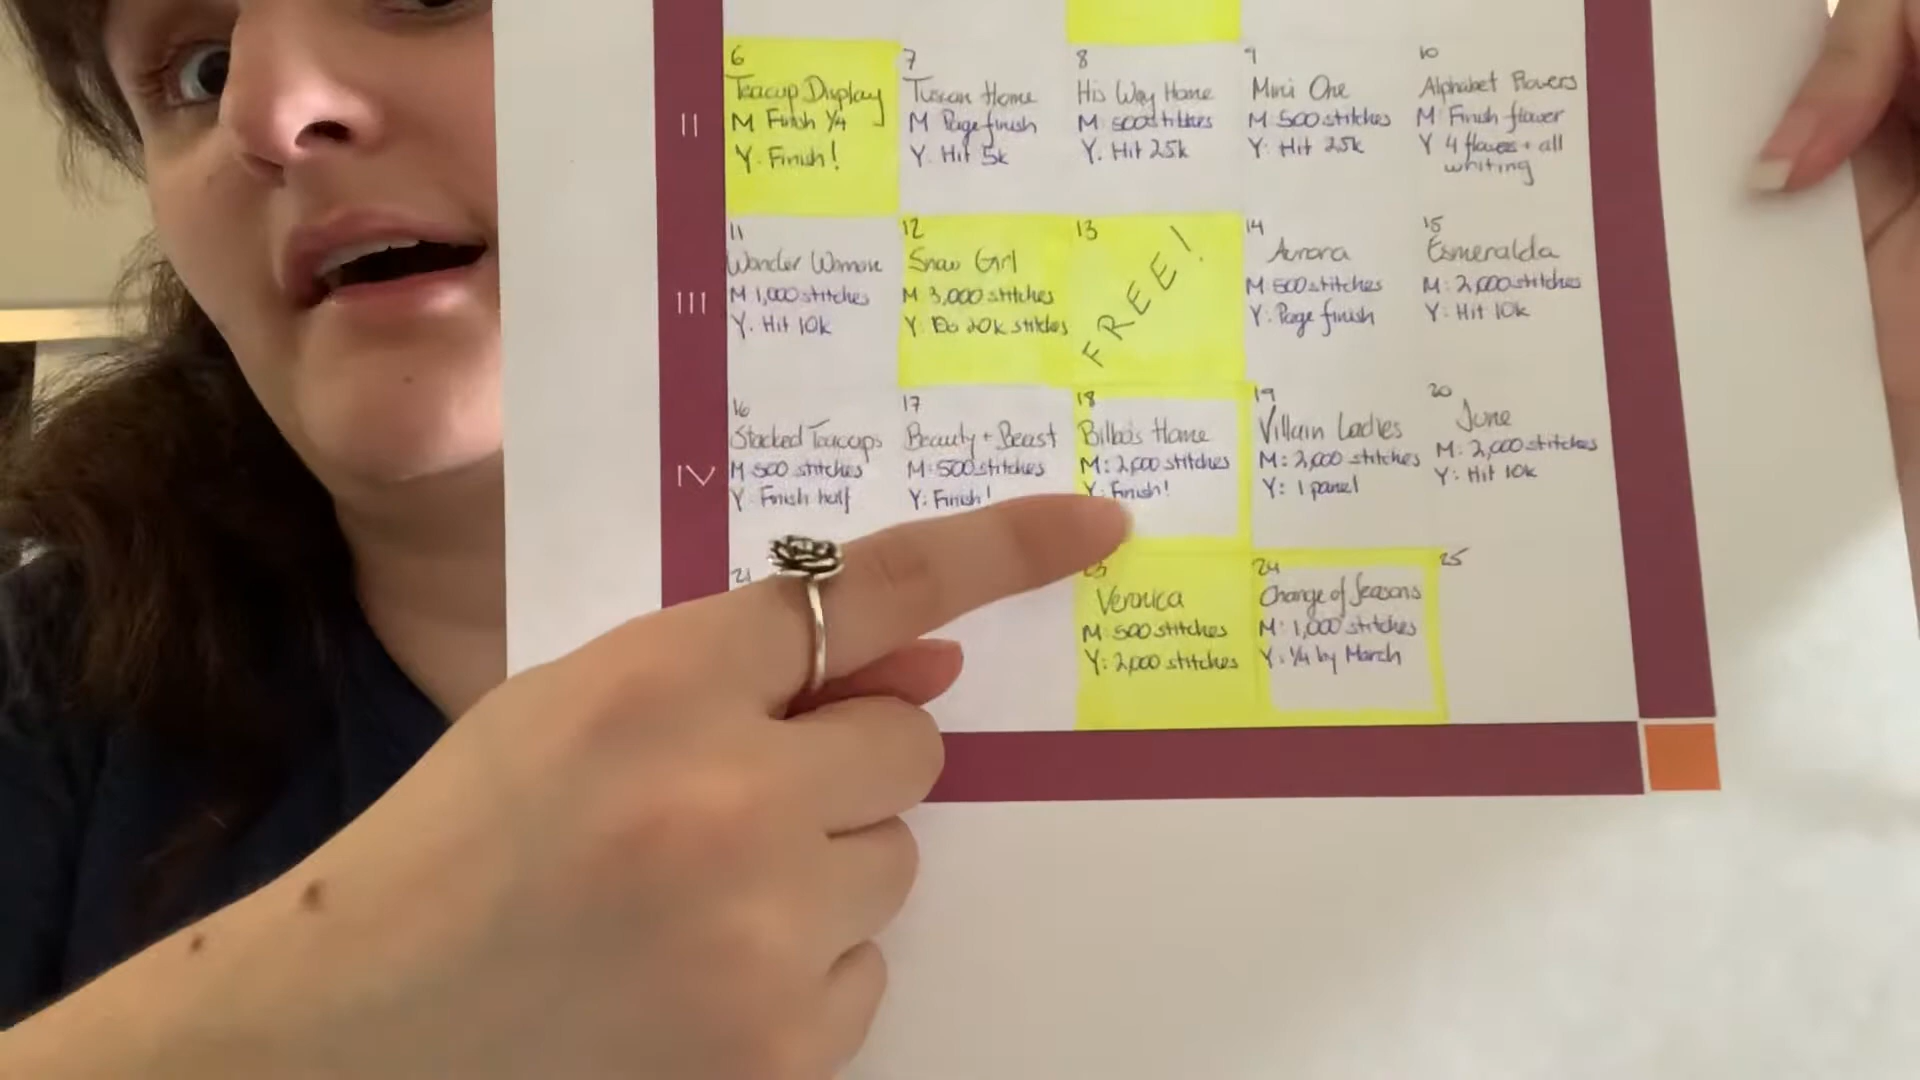 6
Teacup Display
M Finish 1/4
Y. Finish!
7
Tuscan Home
M Page finish
Y. Hit 5k
8
His Way Home
M: 500 stitches
Y. Hit 25k
9
Mini One
M 500 stitches
Y: Hit 25k
10
Alphabet Flowers
M: Finish flower
Y 4 flowers + all
whiting
II
11
Wonder Woman
M 1,000 stitches
Y. Hit 10k
12
Snow Girl
M 3,000 stitches
Y: Do 20k stitches
13
FREE!
14
Aurora
M 500 stitches
Y: Page finish
15
Esmeralda
M: 2,000 stitches
Y: Hit 10k
III
16
Stacked Teacups
M 500 stitches
Y: Finish half
17
Beauty + Beast
M: 500 stitches
Y: Finish!
18
Bilbo's Home
M: 2,000 stitches
Y: Finish!
19
Villain Ladies
M: 2,000 stitches
Y: 1 panel
20
June
M: 2,000 stitches
Y: Hit 10k
IV
21
23
Veronica
M: 500 stitches
Y: 2,000 stitches
24
Change of Seasons
M: 1,000 stitches
Y: 1/4 by March
25